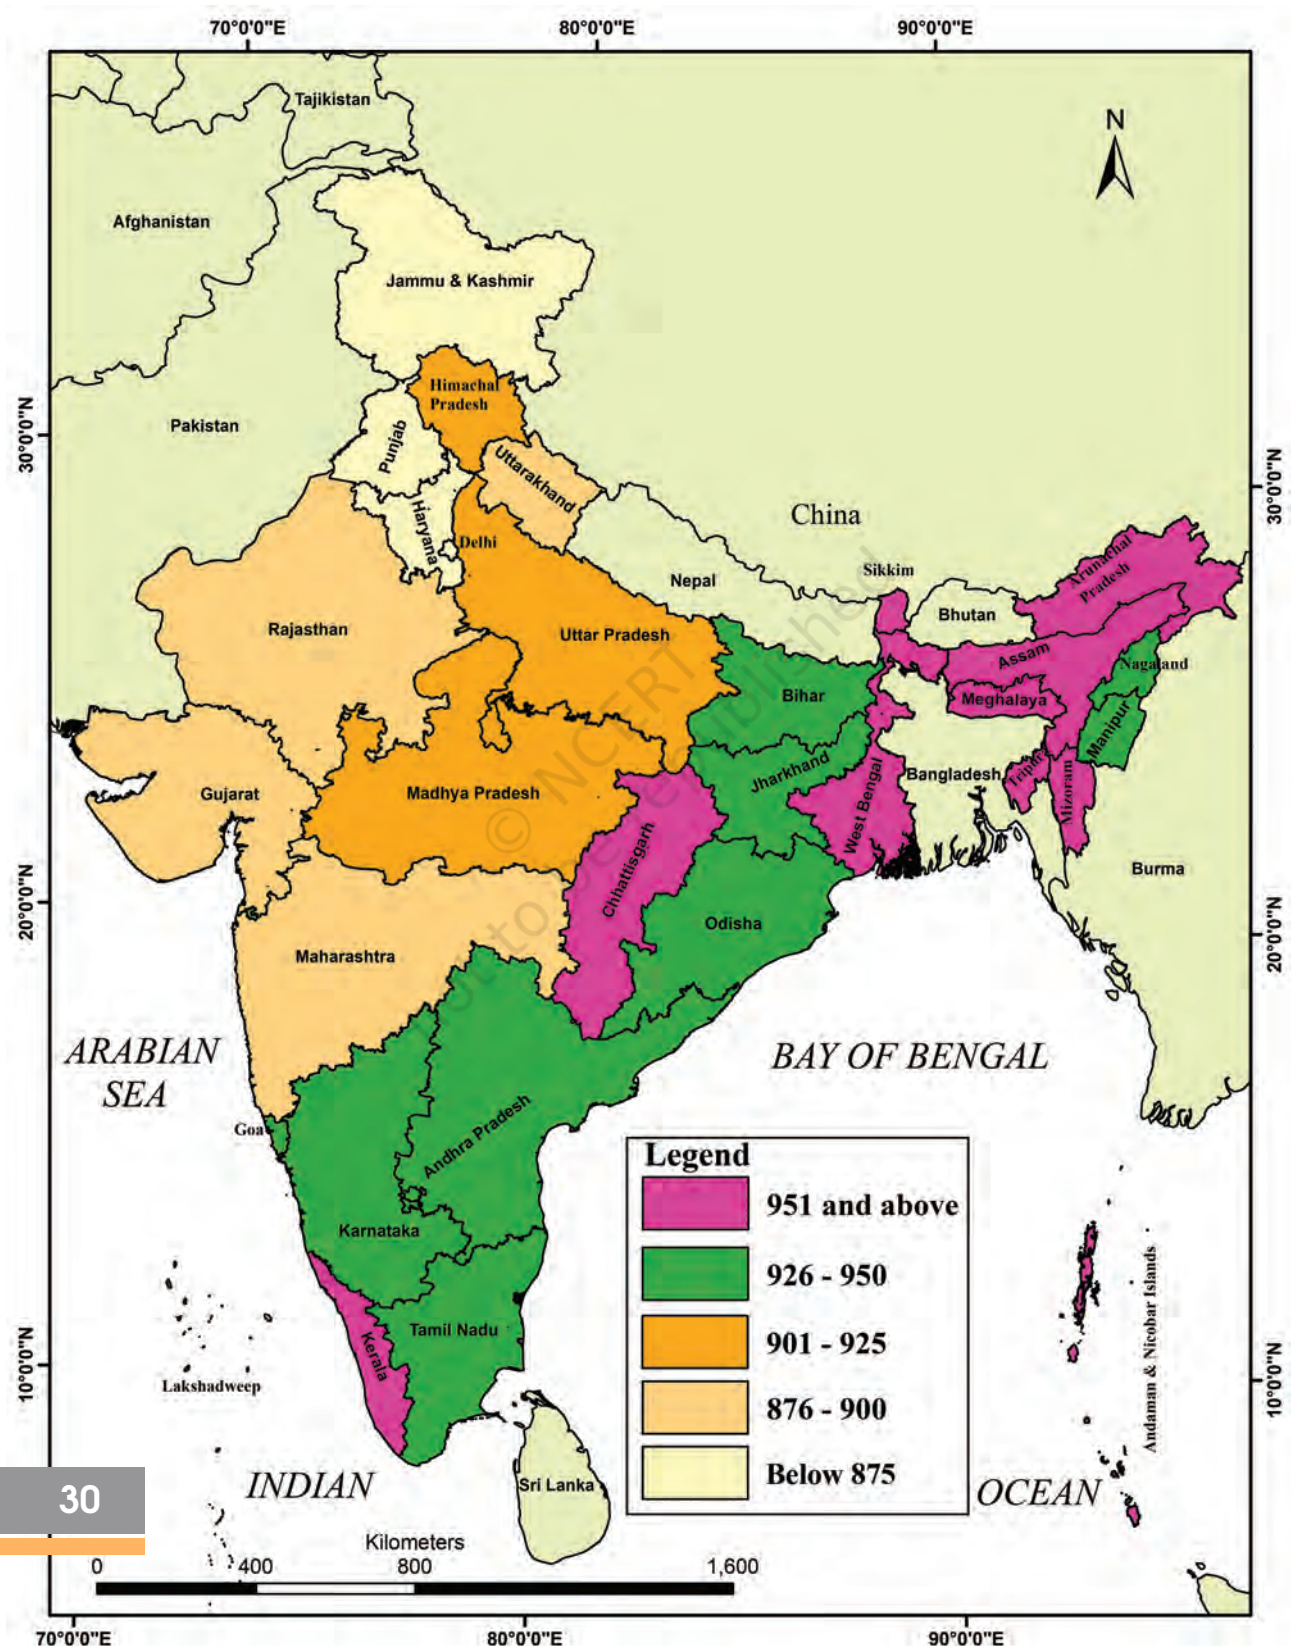 70°0'0"E 80°0'0"E 90°0'0"E
N
Tajikistan
Afghanistan
Jammu & Kashmir
Himachal
Pradesh
Pakistan
30°0'0"N
Punjab
Uttarakhand
30°0'0"N
Haryana
China
Delhi
Sikkim
Arunachal
Pradesh
Nepal
Bhutan
Rajasthan
Uttar Pradesh
Assam
Nagaland
Bihar
Meghalaya
Manipur
Jharkhand
Bangladesh
Tripura
Gujarat
Madhya Pradesh
West Bengal
Mizoram
Chhattisgarh
Burma
20°0'0"N
Odisha
20°0'0"N
Maharashtra
© NCERT
not to be republished
ARABIAN
SEA
BAY OF BENGAL
Goa
Andhra Pradesh
Legend
951 and above
926 - 950
901 - 925
876 - 900
Below 875
Karnataka
Tamil Nadu
Kerala
10°0'0"N
Lakshadweep
Andaman & Nicobar Islands
10°0'0"N
Sri Lanka
INDIAN
OCEAN
30
Kilometers
0 400 800 1,600
70°0'0"E 80°0'0"E 90°0'0"E